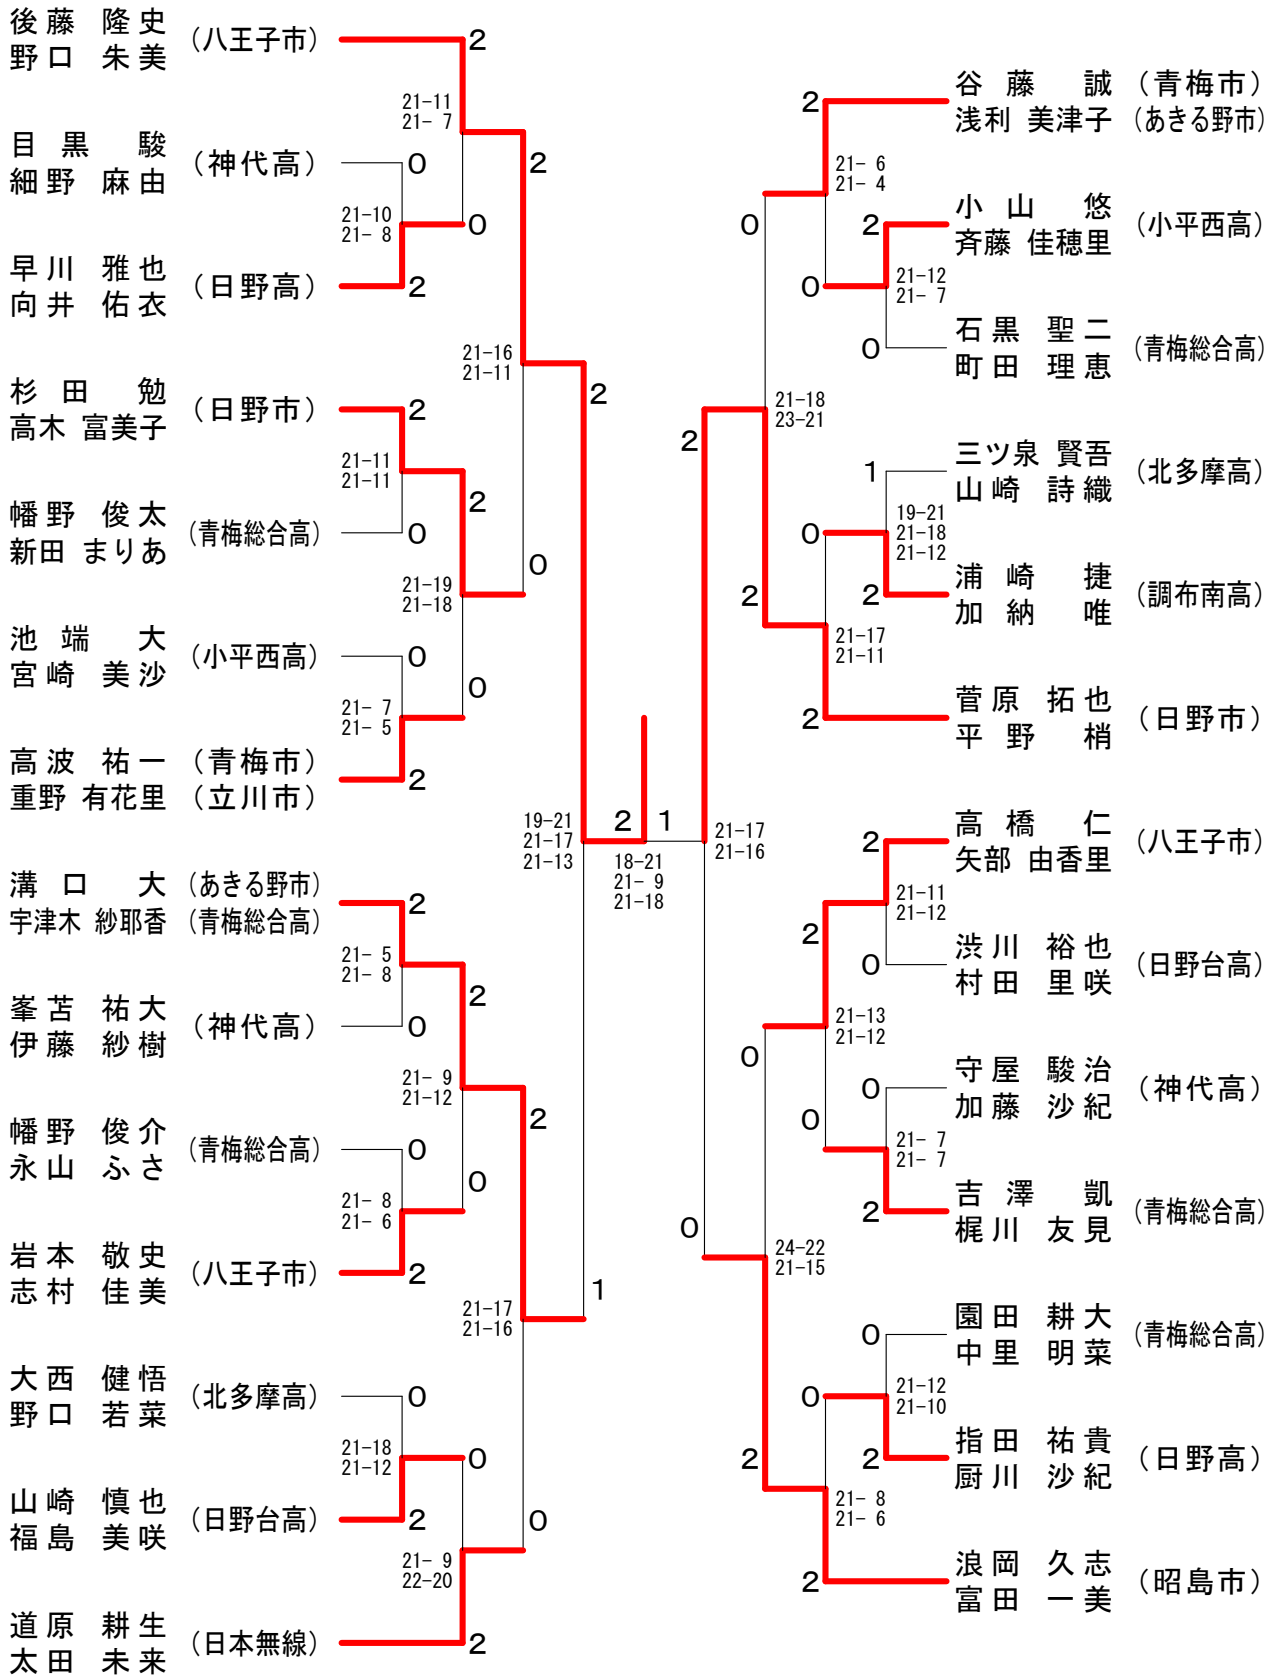 後藤 隆史 (八王子市)
野口 朱美
2
21-11
21- 7
目黒 駿 (神代高)
細野 麻由
0
2
21-10
21- 8
0
早川 雅也 (日野高)
向井 佑衣
2
21-16
21-11
2
杉田 勉 (日野市)
高木 富美子
2
21-11
21-11
2
幡野 俊太 (青梅総合高)
新田 まりあ
0
0
21-19
21-18
池端 大 (小平西高)
宮崎 美沙
0
0
21- 7
21- 5
高波 祐一 (青梅市)
重野 有花里 (立川市)
2
19-21
21-17
21-13
2
1
18-21
21- 9
21-18
溝口 大 (あきる野市)
宇津木 紗耶香 (青梅総合高)
2
21- 5
21- 8
2
峯苫 祐大 (神代高)
伊藤 紗樹
0
21- 9
21-12
2
幡野 俊介 (青梅総合高)
永山 ふさ
0
0
21- 8
21- 6
岩本 敬史 (八王子市)
志村 佳美
2
1
21-17
21-16
大西 健悟 (北多摩高)
野口 若菜
0
21-18
21-12
0
山崎 慎也 (日野台高)
福島 美咲
2
0
21- 9
22-20
道原 耕生 (日本無線)
太田 未来
2
2
谷藤 誠 (青梅市)
浅利 美津子 (あきる野市)
21- 6
21- 4
0
2
小山 悠 (小平西高)
斉藤 佳穂里
0
21-12
21- 7
0
石黒 聖二 (青梅総合高)
町田 理恵
21-18
23-21
2
1
三ツ泉 賢吾 (北多摩高)
山崎 詩織
0
19-21
21-18
21-12
2
2
浦崎 捷 (調布南高)
加納 唯
21-17
21-11
2
菅原 拓也 (日野市)
平野 梢
21-17
21-16
2
高橋 仁 (八王子市)
矢部 由香里
21-11
21-12
2
0
渋川 裕也 (日野台高)
村田 里咲
21-13
21-12
0
0
守屋 駿治 (神代高)
加藤 沙紀
0
21- 7
21- 7
2
吉澤 凱 (青梅総合高)
梶川 友見
0
24-22
21-15
0
園田 耕大 (青梅総合高)
中里 明菜
0
21-12
21-10
2
2
指田 祐貴 (日野高)
厨川 沙紀
21- 8
21- 6
2
浪岡 久志 (昭島市)
富田 一美